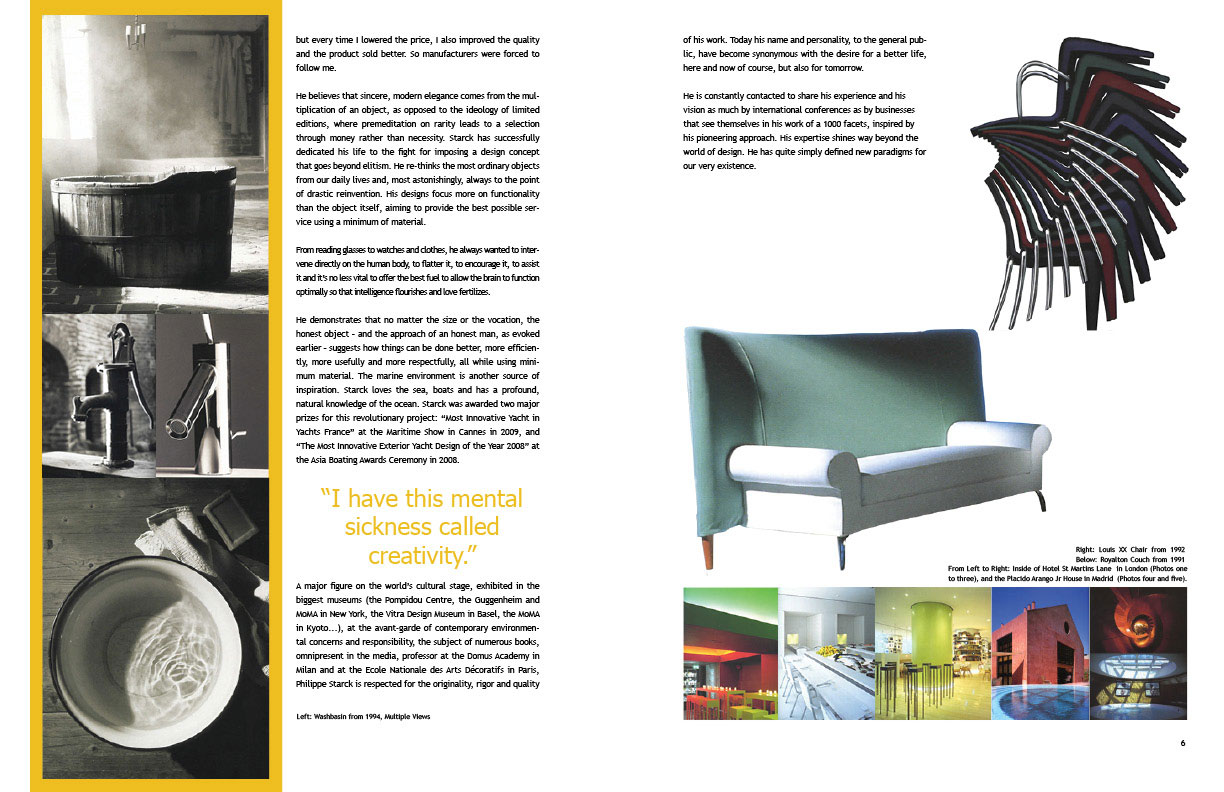 but every time I lowered the price, I also improved the quality
and the product sold better. So manufacturers were forced to
follow me.
He believes that sincere, modern elegance comes from the mul-
tiplication of an object, as opposed to the ideology of limited
editions, where premeditation on rarity leads to a selection
through money rather than necessity. Starck has successfully
dedicated his life to the fight for imposing a design concept
that goes beyond elitism. He re-thinks the most ordinary objects
from our daily lives and, most astonishingly, always to the point
of drastic reinvention. His designs focus more on functionality
than the object itself, aiming to provide the best possible ser-
vice using a minimum of material.
From reading glasses to watches and clothes, he always wanted to inter-
vene directly on the human body, to flatter it, to encourage it, to assist
it and it's no less vital to offer the best fuel to allow the brain to function
optimally so that intelligence flourishes and love fertilizes.
He demonstrates that no matter the size or the vocation, the
honest object - and the approach of an honest man, as evoked
earlier - suggests how things can be done better, more efficien-
tly, more usefully and more respectfully, all while using mini-
mum material. The marine environment is another source of
inspiration. Starck loves the sea, boats and has a profound,
natural knowledge of the ocean. Starck was awarded two major
prizes for this revolutionary project: “Most Innovative Yacht in
Yachts France” at the Maritime Show in Cannes in 2009, and
“The Most Innovative Exterior Yacht Design of the Year 2008” at
the Asia Boating Awards Ceremony in 2008.
“I have this mental
sickness called
creativity.”
A major figure on the world's cultural stage, exhibited in the
biggest museums (the Pompidou Centre, the Guggenheim and
MoMA in New York, the Vitra Design Museum in Basel, the MoMA
in Kyoto...), at the avant-garde of contemporary environmen-
tal concerns and responsibility, the subject of numerous books,
omnipresent in the media, professor at the Domus Academy in
Milan and at the Ecole Nationale des Arts Décoratifs in Paris,
Philippe Starck is respected for the originality, rigor and quality
Left: Washbasin from 1994, Multiple Views
of his work. Today his name and personality, to the general pub-
lic, have become synonymous with the desire for a better life,
here and now of course, but also for tomorrow.
He is constantly contacted to share his experience and his
vision as much by international conferences as by businesses
that see themselves in his work of a 1000 facets, inspired by
his pioneering approach. His expertise shines way beyond the
world of design. He has quite simply defined new paradigms for
our very existence.
Right: Louis XX Chair from 1992
Below: Royalton Couch from 1991
From Left to Right: Inside of Hotel St Martins Lane in London (Photos one
to three), and the Placido Arango Jr House in Madrid (Photos four and five).
6